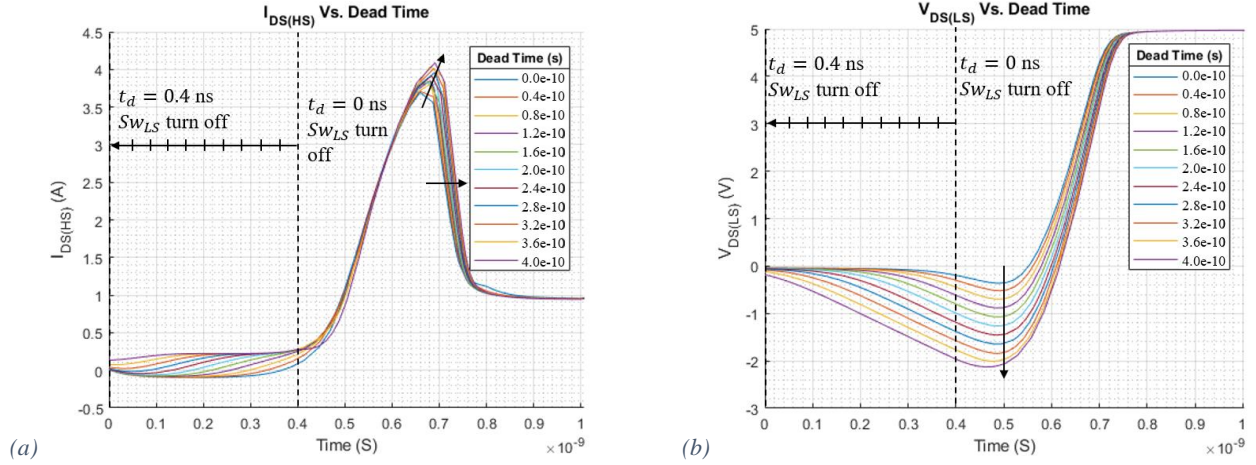 I_DS(HS) Vs. Dead Time
4.5
4
3.5
3
2.5
2
1.5
1
0.5
0
-0.5
I_DS(HS) (A)
t_d = 0.4 ns
Sw_LS turn off
t_d = 0 ns
Sw_LS turn
off
Dead Time (s)
0.0e-10
0.4e-10
0.8e-10
1.2e-10
1.6e-10
2.0e-10
2.4e-10
2.8e-10
3.2e-10
3.6e-10
4.0e-10
0 0.1 0.2 0.3 0.4 0.5 0.6 0.7 0.8 0.9 1
Time (S)
×10^-9
(a)
V_DS(LS) Vs. Dead Time
5
4
3
2
1
0
-1
-2
-3
V_DS(LS) (V)
t_d = 0.4 ns
Sw_LS turn off
t_d = 0 ns
Sw_LS turn off
Dead Time (s)
0.0e-10
0.4e-10
0.8e-10
1.2e-10
1.6e-10
2.0e-10
2.4e-10
2.8e-10
3.2e-10
3.6e-10
4.0e-10
0 0.1 0.2 0.3 0.4 0.5 0.6 0.7 0.8 0.9 1
Time (S)
×10^-9
(b)